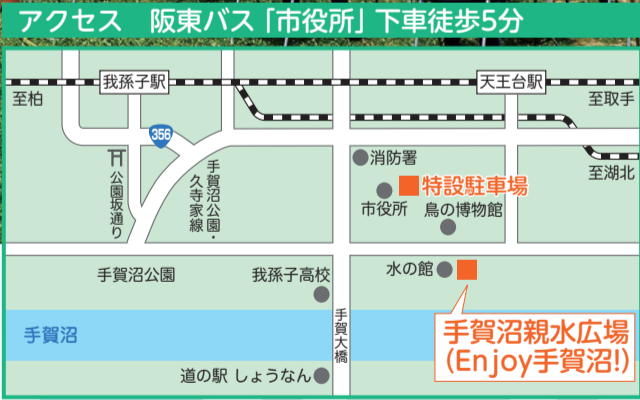 アクセス　阪東バス「市役所」下車徒歩5分
我孫子駅
天王台駅
至柏
至取手
356
消防署
至湖北
公園坂通り
手賀沼公園・
久寺家線
特設駐車場
市役所
鳥の博物館
手賀沼公園
我孫子高校
水の館
手賀沼
手賀大橋
手賀沼親水広場
(Enjoy手賀沼!)
道の駅 しょうなん